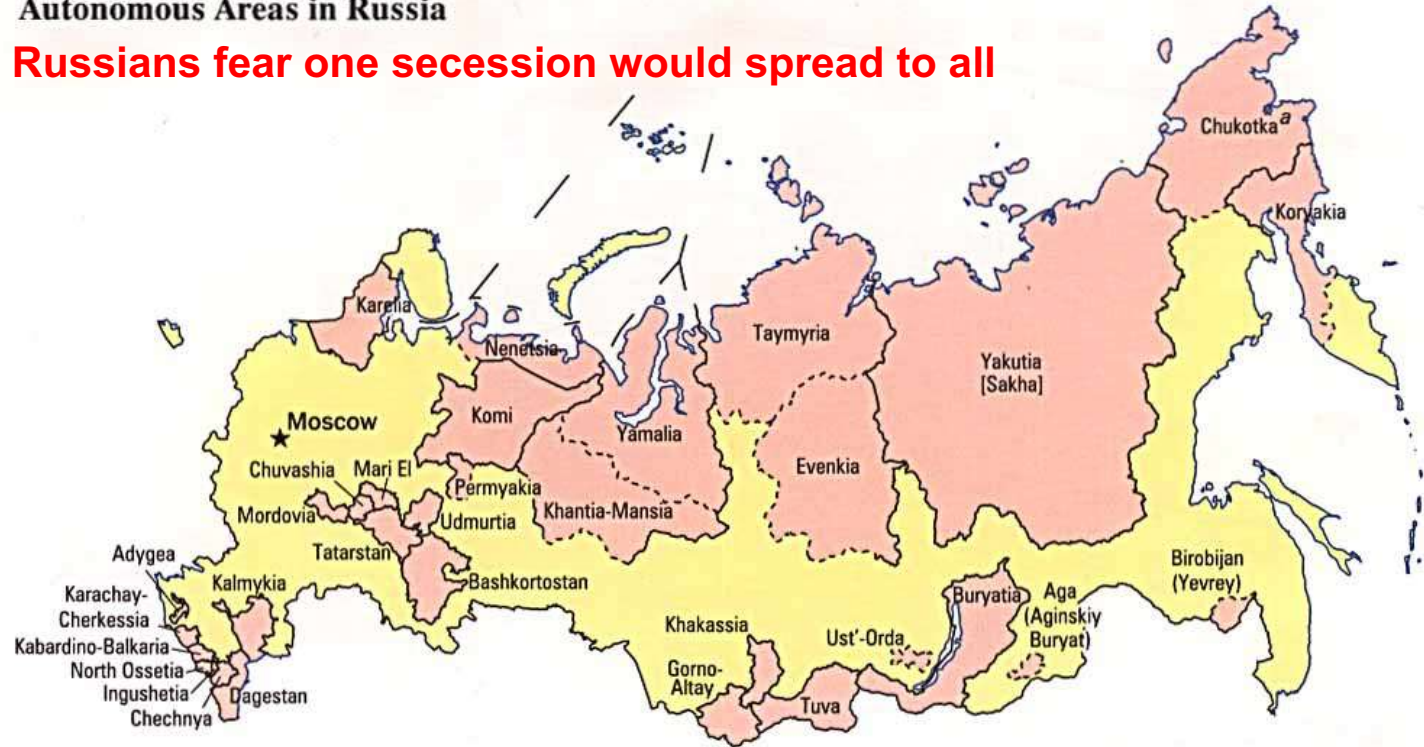 Autonomous Areas in Russia
Russians fear one secession would spread to all
Chukotka a
Koryakia
Karelia
Nenetsia
Taymyria
Yakutia
[Sakha]
Komi
Yamalia
Moscow
Evenkia
Chuvashia
Mari El
Permyakia
Khantia-Mansia
Mordovia
Udmurtia
Tatarstan
Bashkortostan
Adygea
Kalmykia
Karachay-
Cherkessia
Kabardino-Balkaria
North Ossetia
Ingushetia
Chechnya
Dagestan
Khakassia
Gorno-
Altay
Tuva
Ust'-Orda
Buryatia
Aga
(Aginskiy
Buryat)
Birobijan
(Yevrey)